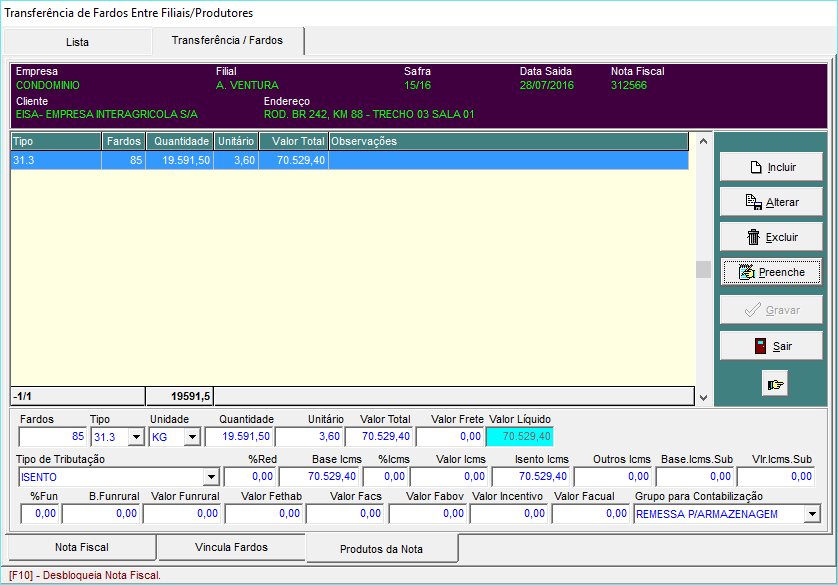 Transferência de Fardos Entre Filiais/Produtores
Lista
Transferência / Fardos
Empresa Filial Safra Data Saida Nota Fiscal
CONDOMINIO A. VENTURA 15/16 28/07/2016 312566
Cliente Endereço
EISA- EMPRESA INTERAGRICOLA S/A ROD. BR 242, KM 88 - TRECHO 03 SALA 01
Tipo Fardos Quantidade Unitário Valor Total Observações
31.3 85 19.591,50 3,60 70.529,40
Incluir
Alterar
Excluir
Preenche
Gravar
Sair
-1/1 19591,5
Fardos Tipo Unidade Quantidade Unitário Valor Total Valor Frete Valor Líquido
85 31.3 KG 19.591,50 3,60 70.529,40 0,00 70.529,40
Tipo de Tributação %Red Base Icms %Icms Valor Icms Isento Icms Outros Icms Base.Icms.Sub Vlr.Icms.Sub
ISENTO 0,00 70.529,40 0,00 0,00 70.529,40 0,00 0,00 0,00
%Fun B.Funrural Valor Funrural Valor Fethab Valor Facs Valor Fabov Valor Incentivo Valor Facual Grupo para Contabilização
0,00 0,00 0,00 0,00 0,00 0,00 0,00 0,00 REMESSA P/ARMAZENAGEM
Nota Fiscal
Vincula Fardos
Produtos da Nota
[F10] - Desbloqueia Nota Fiscal.